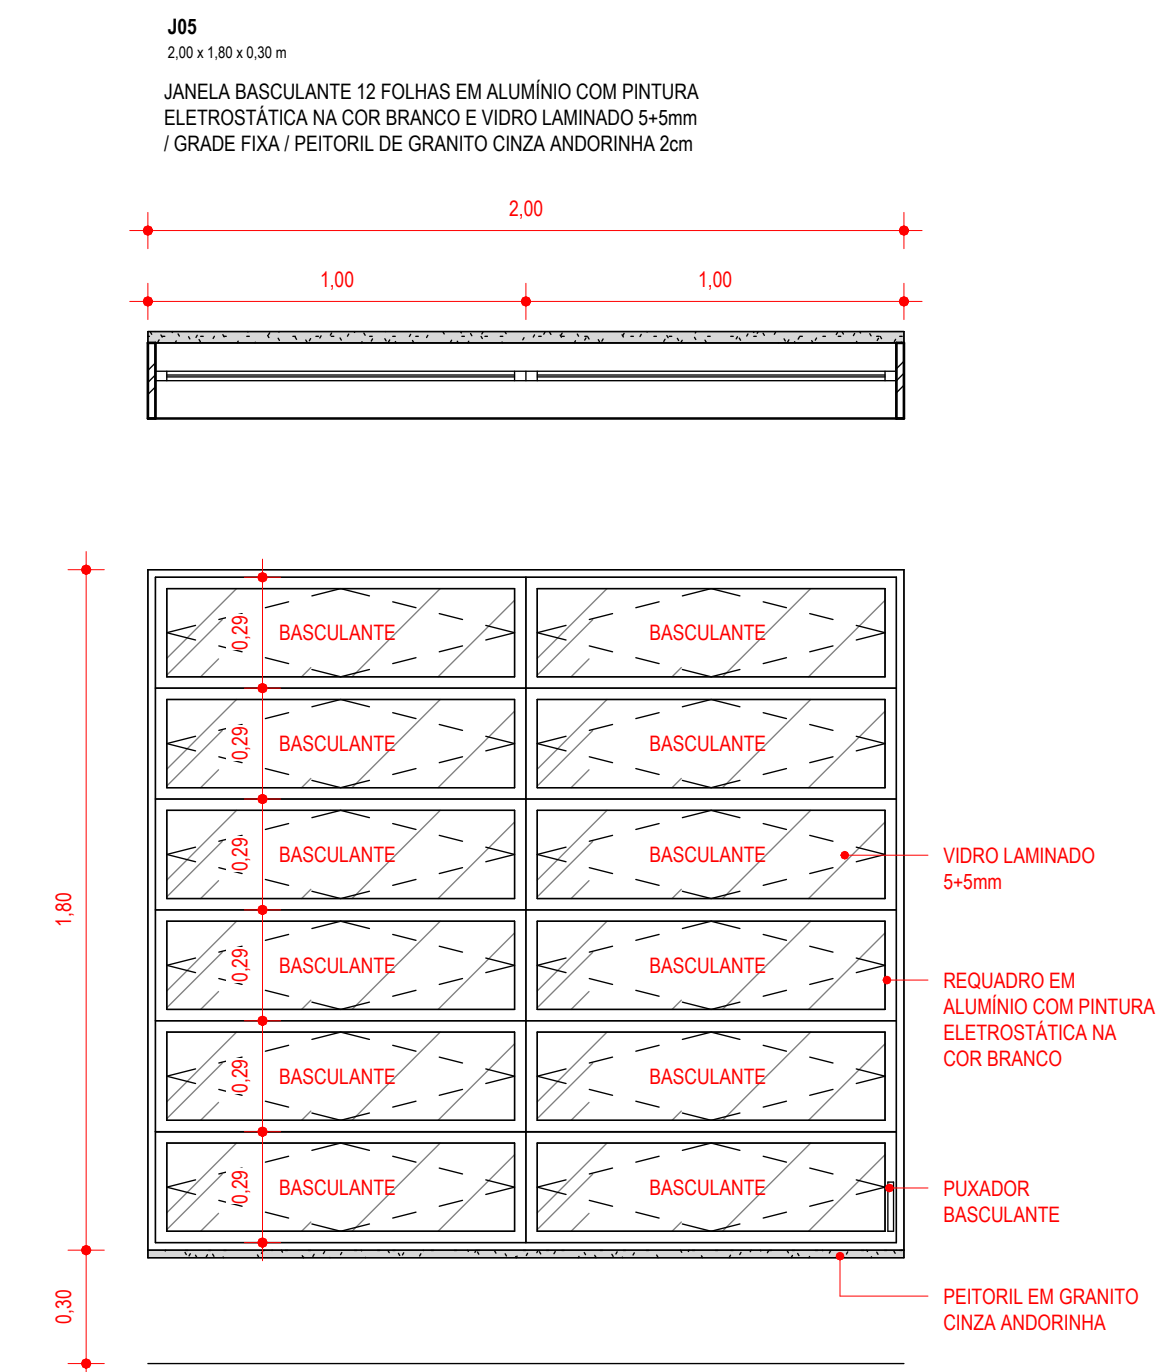 J05
2,00 x 1,80 x 0,30 m
JANELA BASCULANTE 12 FOLHAS EM ALUMÍNIO COM PINTURA
ELETROSTÁTICA NA COR BRANCO E VIDRO LAMINADO 5+5mm
/ GRADE FIXA / PEITORIL DE GRANITO CINZA ANDORINHA 2cm
2,00
1,00 1,00
0,29 BASCULANTE BASCULANTE
0,29 BASCULANTE BASCULANTE
0,29 BASCULANTE BASCULANTE
VIDRO LAMINADO
5+5mm
1,80
0,29 BASCULANTE BASCULANTE
REQUADRO EM
ALUMÍNIO COM PINTURA
ELETROSTÁTICA NA
COR BRANCO
0,29 BASCULANTE BASCULANTE
0,29 BASCULANTE BASCULANTE
PUXADOR
BASCULANTE
0,30
PEITORIL EM GRANITO
CINZA ANDORINHA